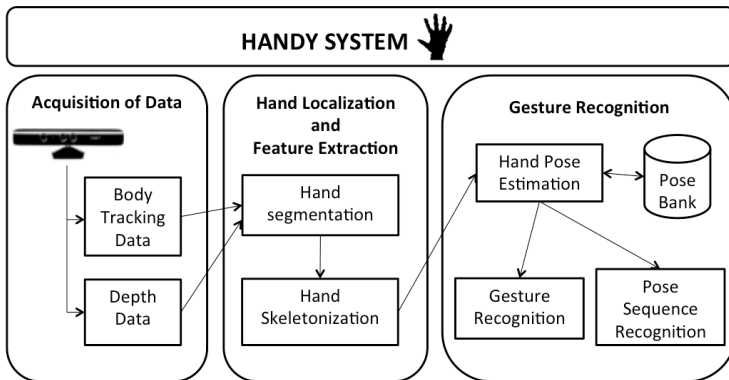 HANDY SYSTEM
Acquisition of Data
Body
Tracking
Data
Depth
Data
Hand Localization
and
Feature Extraction
Hand
segmentation
Hand
Skeletonization
Gesture Recognition
Hand Pose
Estimation
Pose
Bank
Gesture
Recognition
Pose
Sequence
Recognition